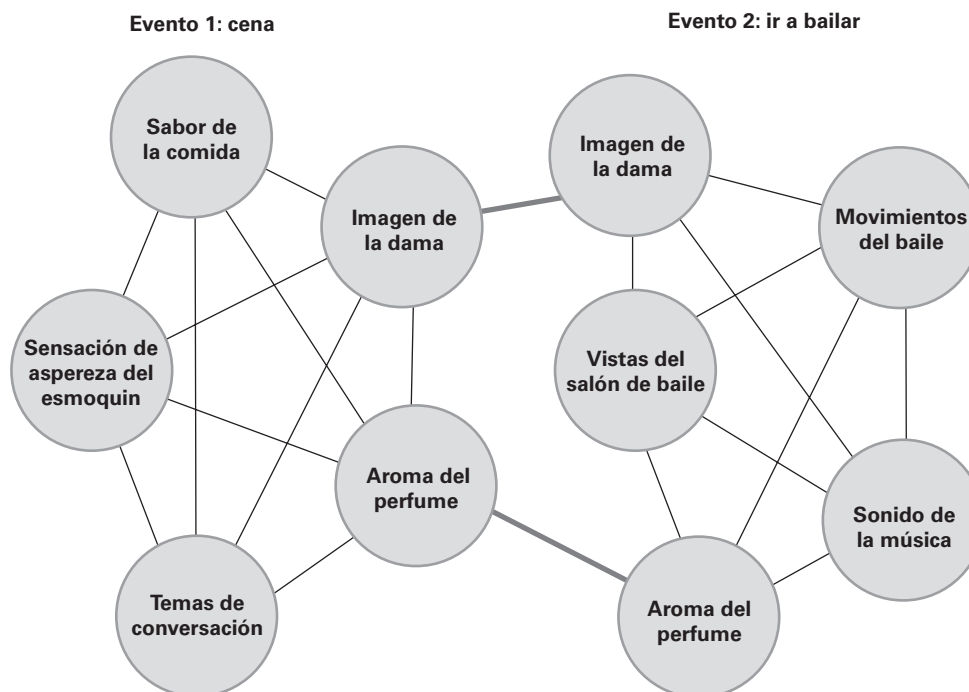 Evento 1: cena
Sabor de
la comida
Imagen de
la dama
Sensación de
aspereza del
esmoquin
Aroma del
perfume
Temas de
conversación
Evento 2: ir a bailar
Imagen de
la dama
Movimientos
del baile
Vistas del
salón de baile
Sonido de
la música
Aroma del
perfume